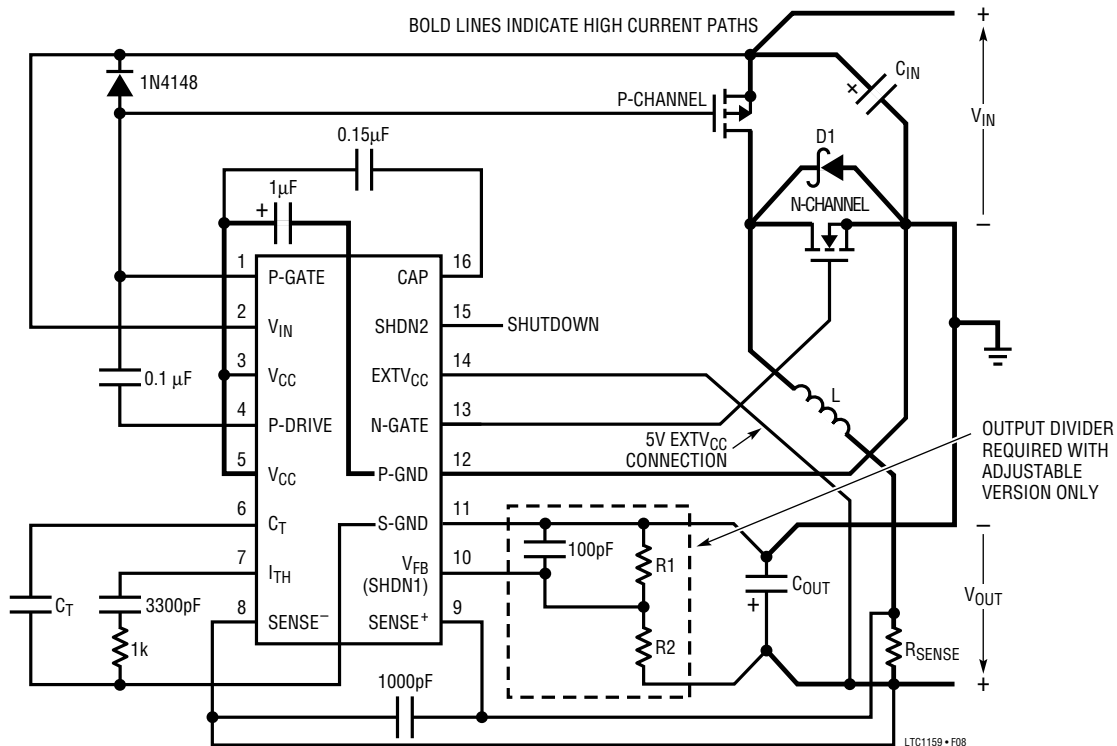 BOLD LINES INDICATE HIGH CURRENT PATHS
+
1N4148
P-CHANNEL
+
C_IN
V_IN
0.15µF
D1
1µF
+
N-CHANNEL
−
1
P-GATE
CAP
16
2
V_IN
SHDN2
15
SHUTDOWN
3
V_CC
EXTV_CC
14
0.1 µF
4
P-DRIVE
N-GATE
13
L
5V EXTV_CC
CONNECTION
OUTPUT DIVIDER
REQUIRED WITH
ADJUSTABLE
VERSION ONLY
5
V_CC
P-GND
12
6
C_T
S-GND
11
−
100pF
R1
7
I_TH
V_FB
(SHDN1)
10
C_OUT
+
V_OUT
C_T
3300pF
8
SENSE⁻
SENSE⁺
9
1k
R2
R_SENSE
+
1000pF
LTC1159 • F08